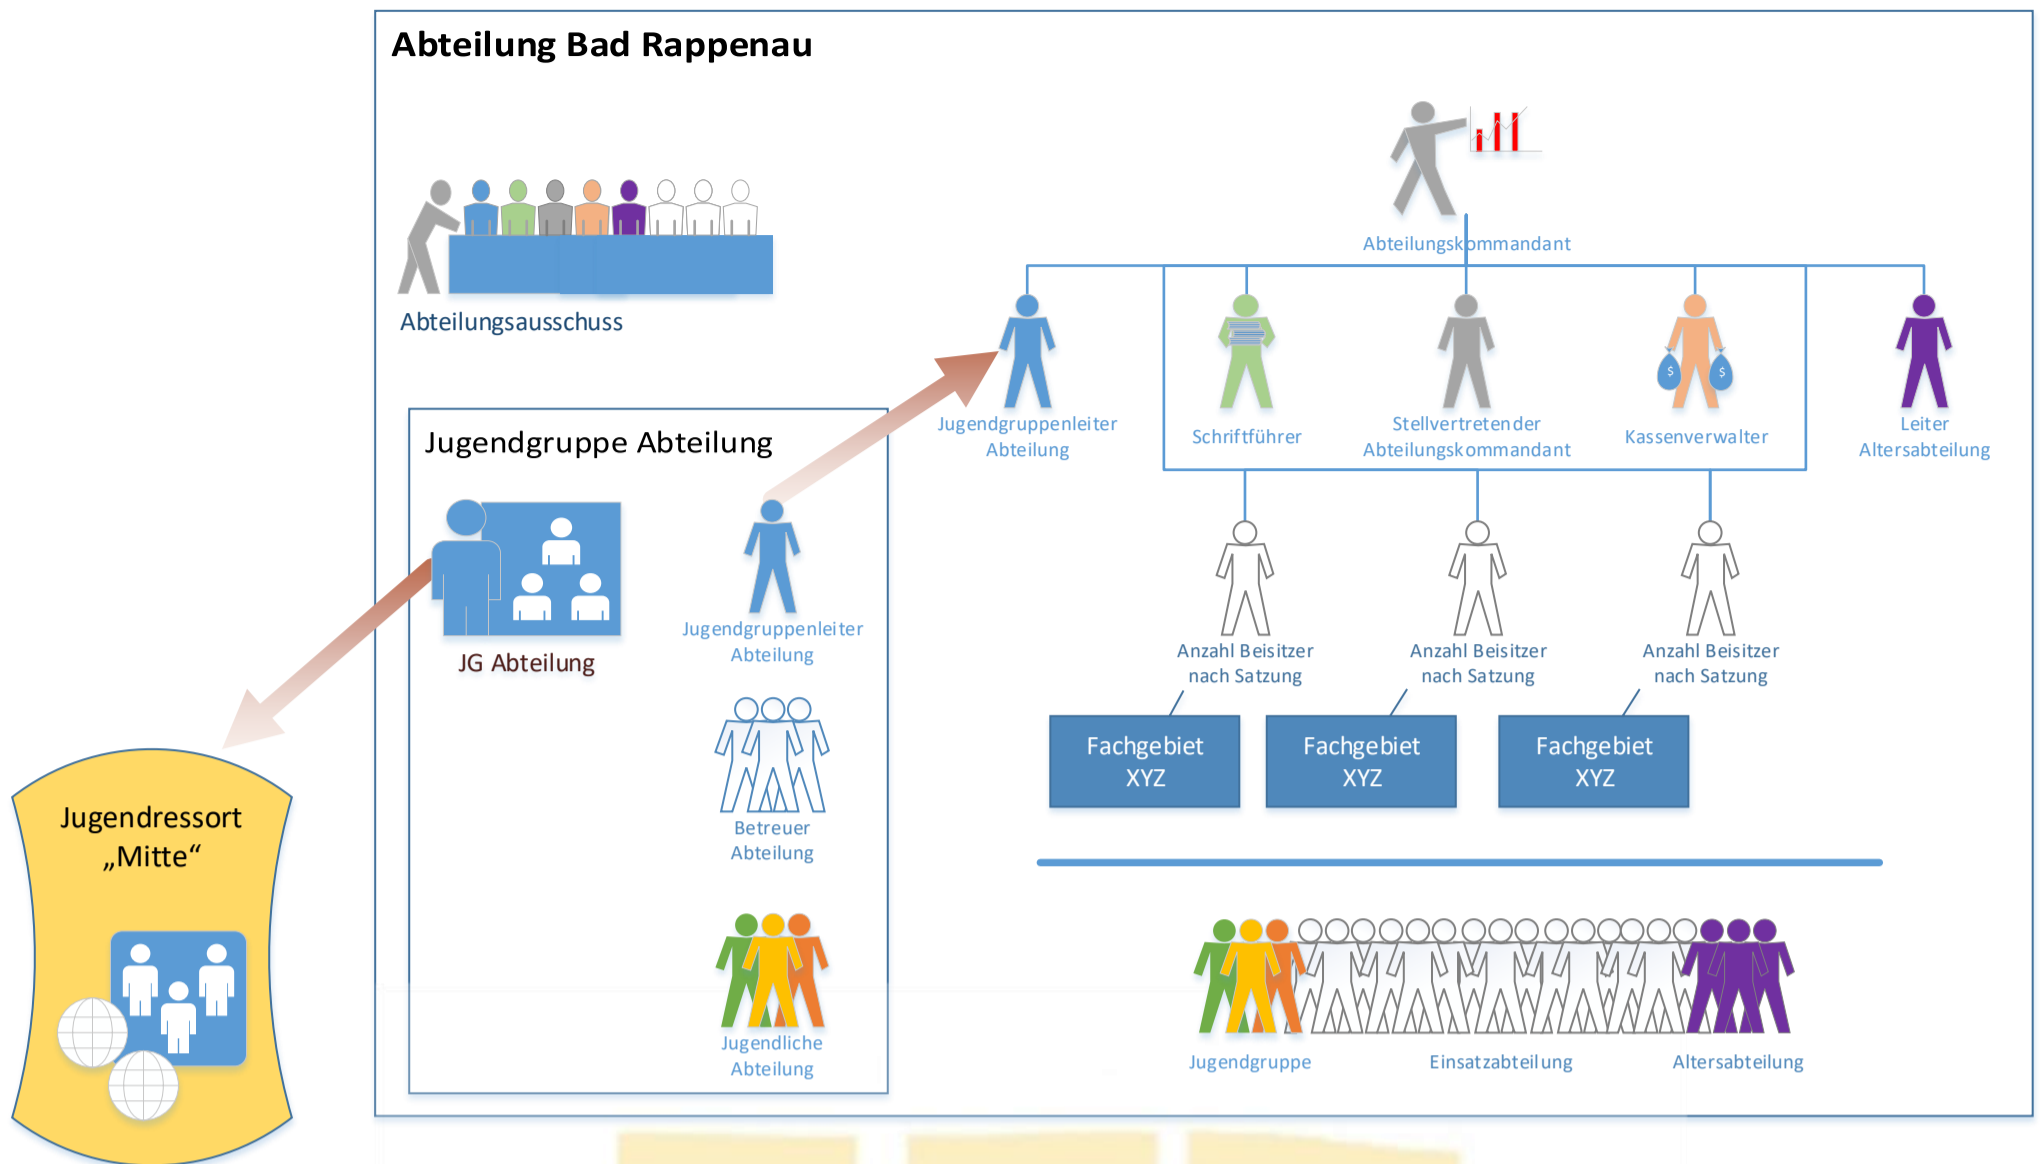 Abteilung Bad Rappenau
Abteilungskommandant
Abteilungsausschuss
Jugendgruppenleiter
Abteilung
Schriftführer
Stellvertretender
Abteilungskommandant
Kassenverwalter
$
$
Leiter
Altersabteilung
Jugendgruppe Abteilung
JG Abteilung
Jugendgruppenleiter
Abteilung
Betreuer
Abteilung
Jugendliche
Abteilung
Anzahl Beisitzer
nach Satzung
Anzahl Beisitzer
nach Satzung
Anzahl Beisitzer
nach Satzung
Fachgebiet
XYZ
Fachgebiet
XYZ
Fachgebiet
XYZ
Jugendgruppe
Einsatzabteilung
Altersabteilung
Jugendressort
„Mitte“